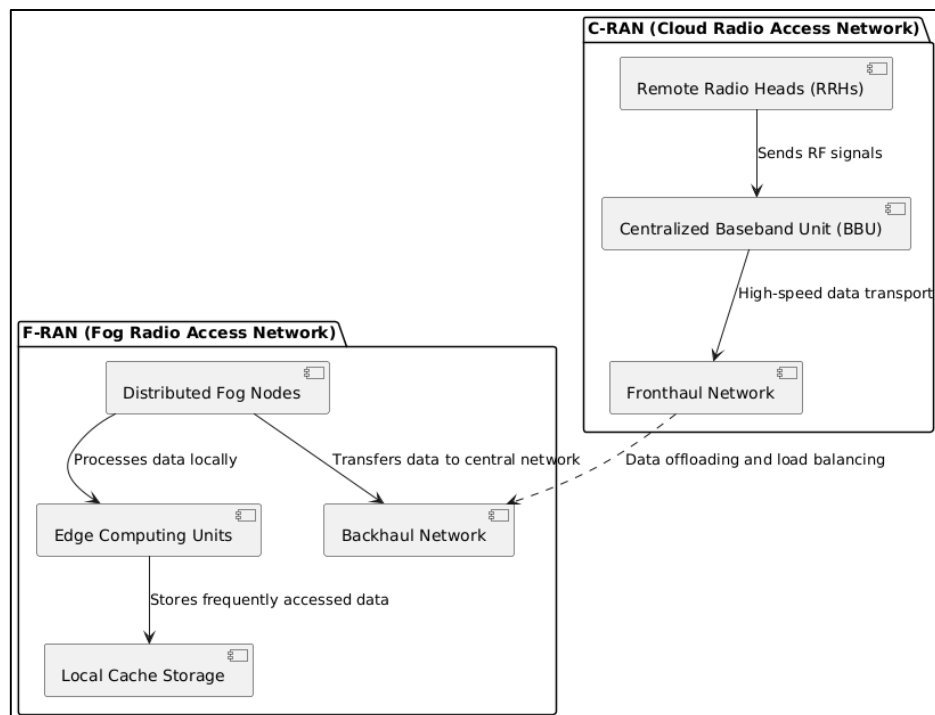 C-RAN (Cloud Radio Access Network)
Remote Radio Heads (RRHs)
Sends RF signals
Centralized Baseband Unit (BBU)
High-speed data transport
Fronthaul Network
Data offloading and load balancing
F-RAN (Fog Radio Access Network)
Distributed Fog Nodes
Processes data locally
Transfers data to central network
Edge Computing Units
Backhaul Network
Stores frequently accessed data
Local Cache Storage